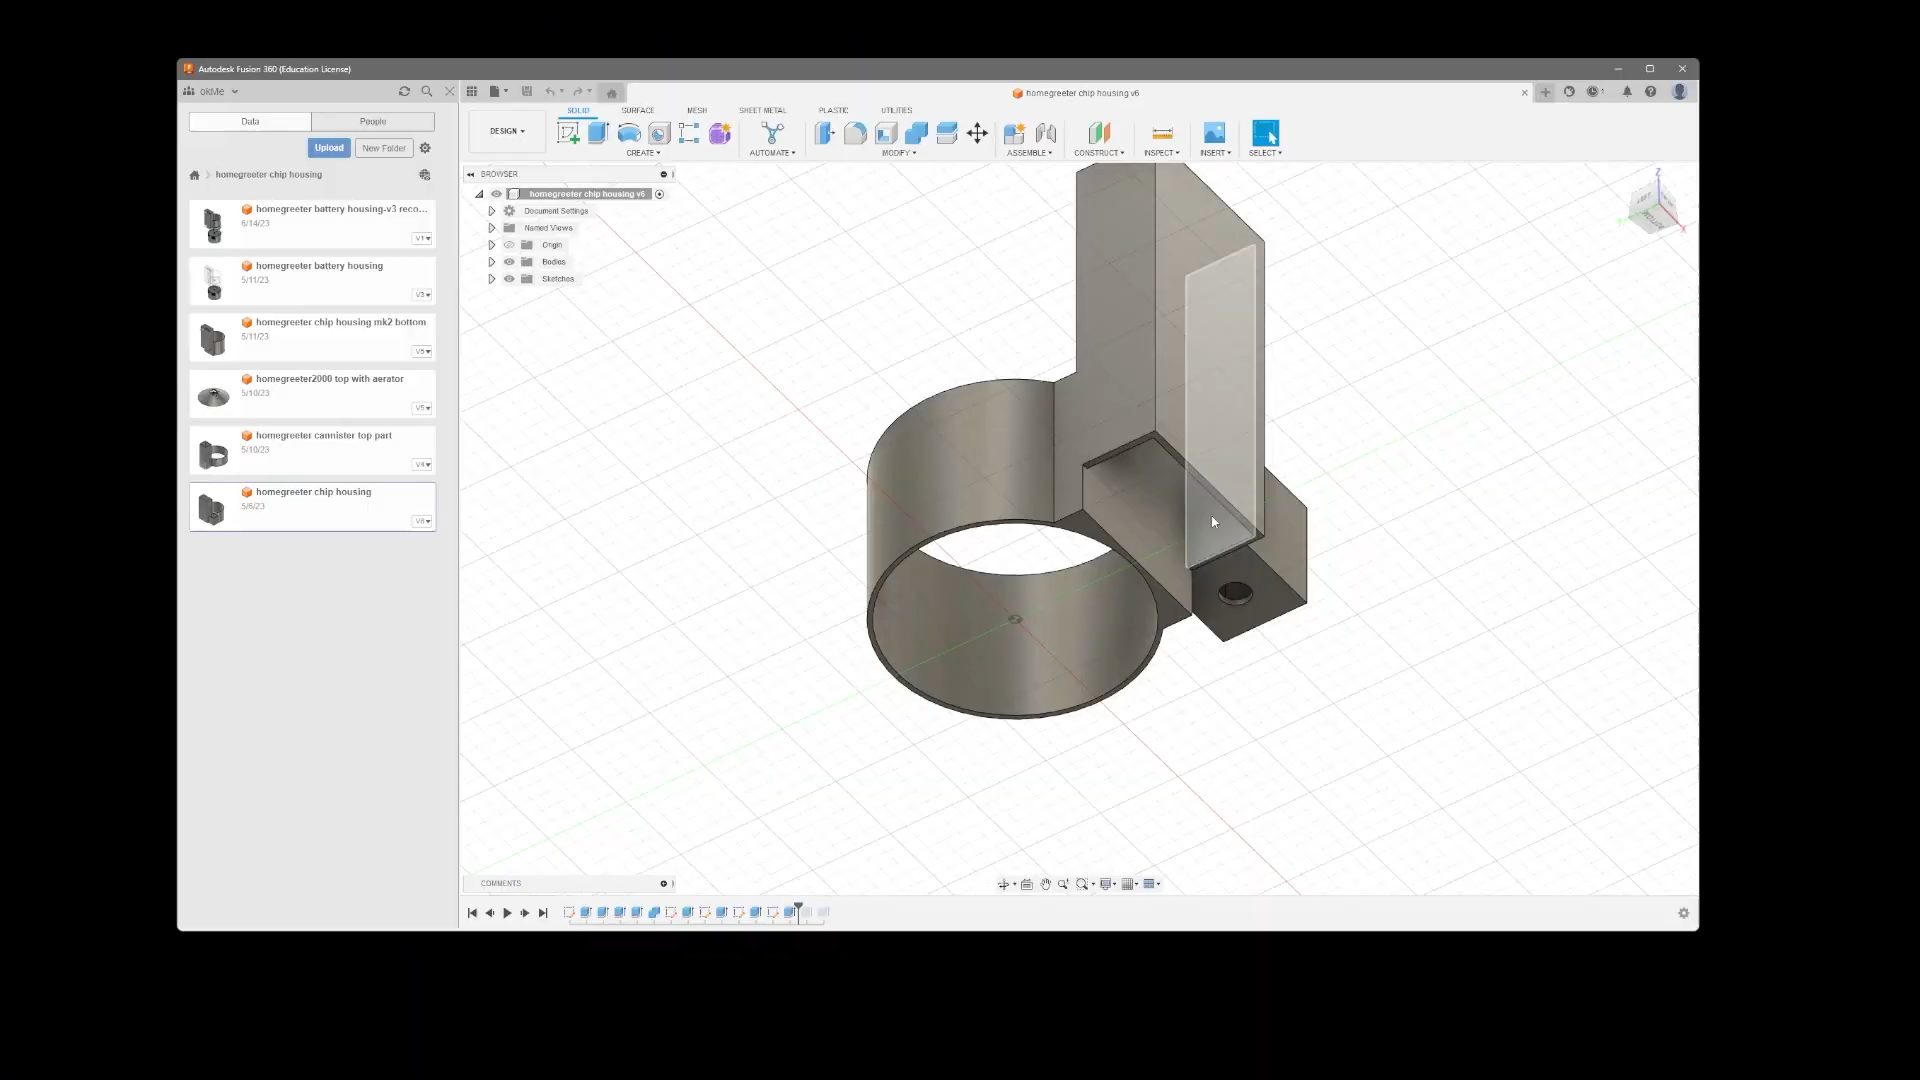 Autodesk Fusion 360 (Education License)
okMe
homegreeter chip housing v6
Data
People
Upload
New Folder
homegreeter chip housing
homegreeter battery housing-v3 reco...
6/14/23
V1
homegreeter battery housing
5/11/23
V3
homegreeter chip housing mk2 bottom
5/11/23
V5
homegreeter2000 top with aerator
5/10/23
V5
homegreeter cannister top part
5/10/23
V4
homegreeter chip housing
5/6/23
V6
DESIGN
SOLID
SURFACE
MESH
SHEET METAL
PLASTIC
UTILITIES
CREATE
AUTOMATE
MODIFY
ASSEMBLE
CONSTRUCT
INSPECT
INSERT
SELECT
BROWSER
homegreeter chip housing v6
Document Settings
Named Views
Origin
Bodies
Sketches
Z
X
COMMENTS